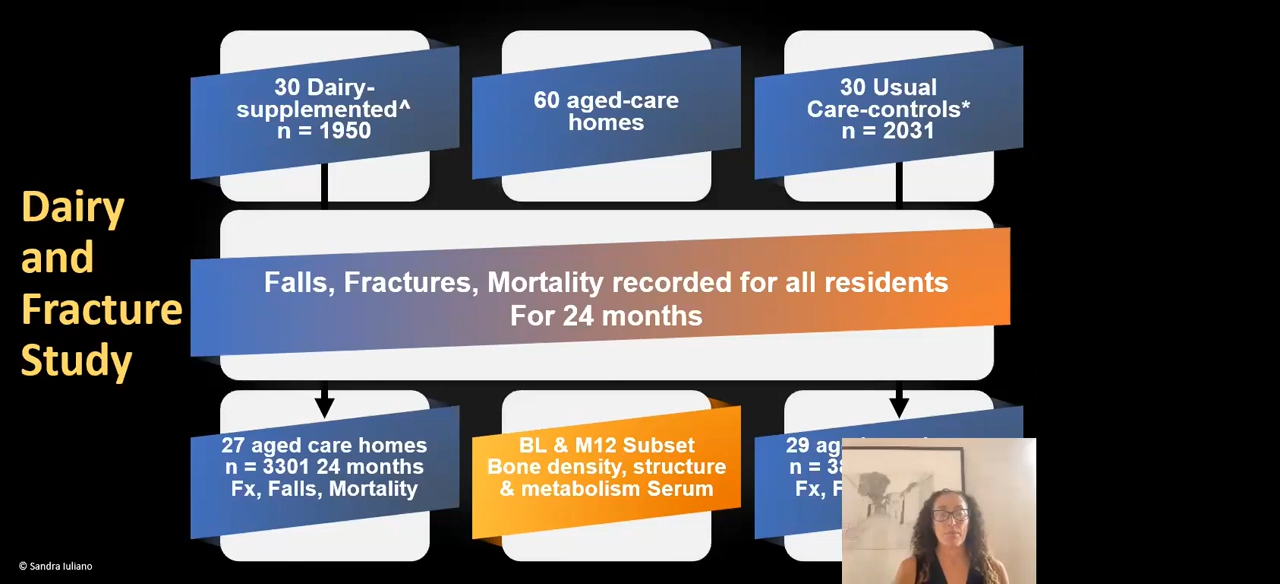 Dairy
and
Fracture
Study
30 Dairy-
supplemented^
n = 1950
60 aged-care
homes
30 Usual
Care-controls*
n = 2031
Falls, Fractures, Mortality recorded for all residents
For 24 months
27 aged care homes
n = 3301 24 months
Fx, Falls, Mortality
BL & M12 Subset
Bone density, structure
& metabolism Serum
29
n =
Fx,
© Sandra Iuliano